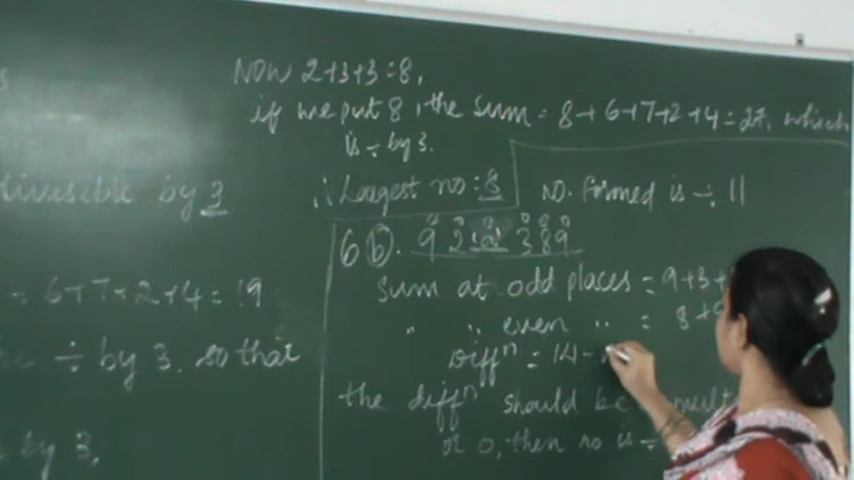 NOW 2+3+3=8,
if we put 8, the sum = 8+6+7+2+4=27, which
is ÷ by 3.
∴ Largest no: 8
divisible by 3
= 6+7+2+4=19
÷ by 3. so that
by 3,
NO. formed is ÷ 11
6 b. 9 2 389
Sum at odd places = 9+3+
" " even " = 8+9
Diffⁿ = 14-
the diffⁿ should be mult
or 0, then no is ÷